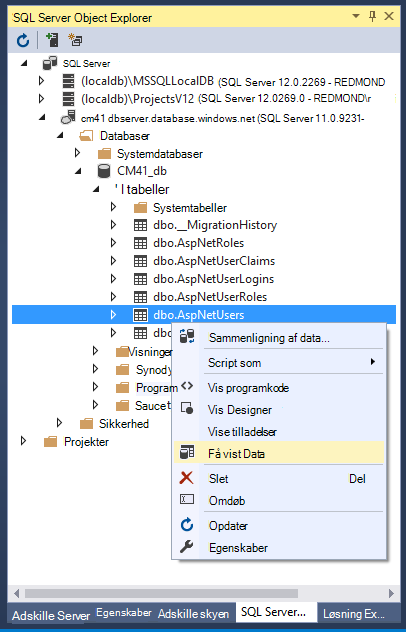 SQL Server Object Explorer
SQL Server
(localdb)\MSSQLLocalDB (SQL Server 12.0.2269 - REDMOND
(localdb)\ProjectsV12 (SQL Server 12.0269.0 - REDMOND\r
cm41 dbserver.database.windows.net (SQL Server 11.0.9231-
Databaser
Systemdatabaser
CM41_db
' I tabeller
Systemtabeller
dbo.__MigrationHistory
dbo.AspNetRoles
dbo.AspNetUserClaims
dbo.AspNetUserLogins
dbo.AspNetUserRoles
dbo.AspNetUsers
dbo
Visninger
Synody
Program
Saucet
Sikkerhed
Projekter
Sammenligning af data...
Script som
Vis programkode
Vis Designer
Vise tilladelser
Få vist Data
Slet Del
Omdøb
Opdater
Egenskaber
Adskille Server Egenskaber Adskille skyen SQL Server... Løsning Ex...